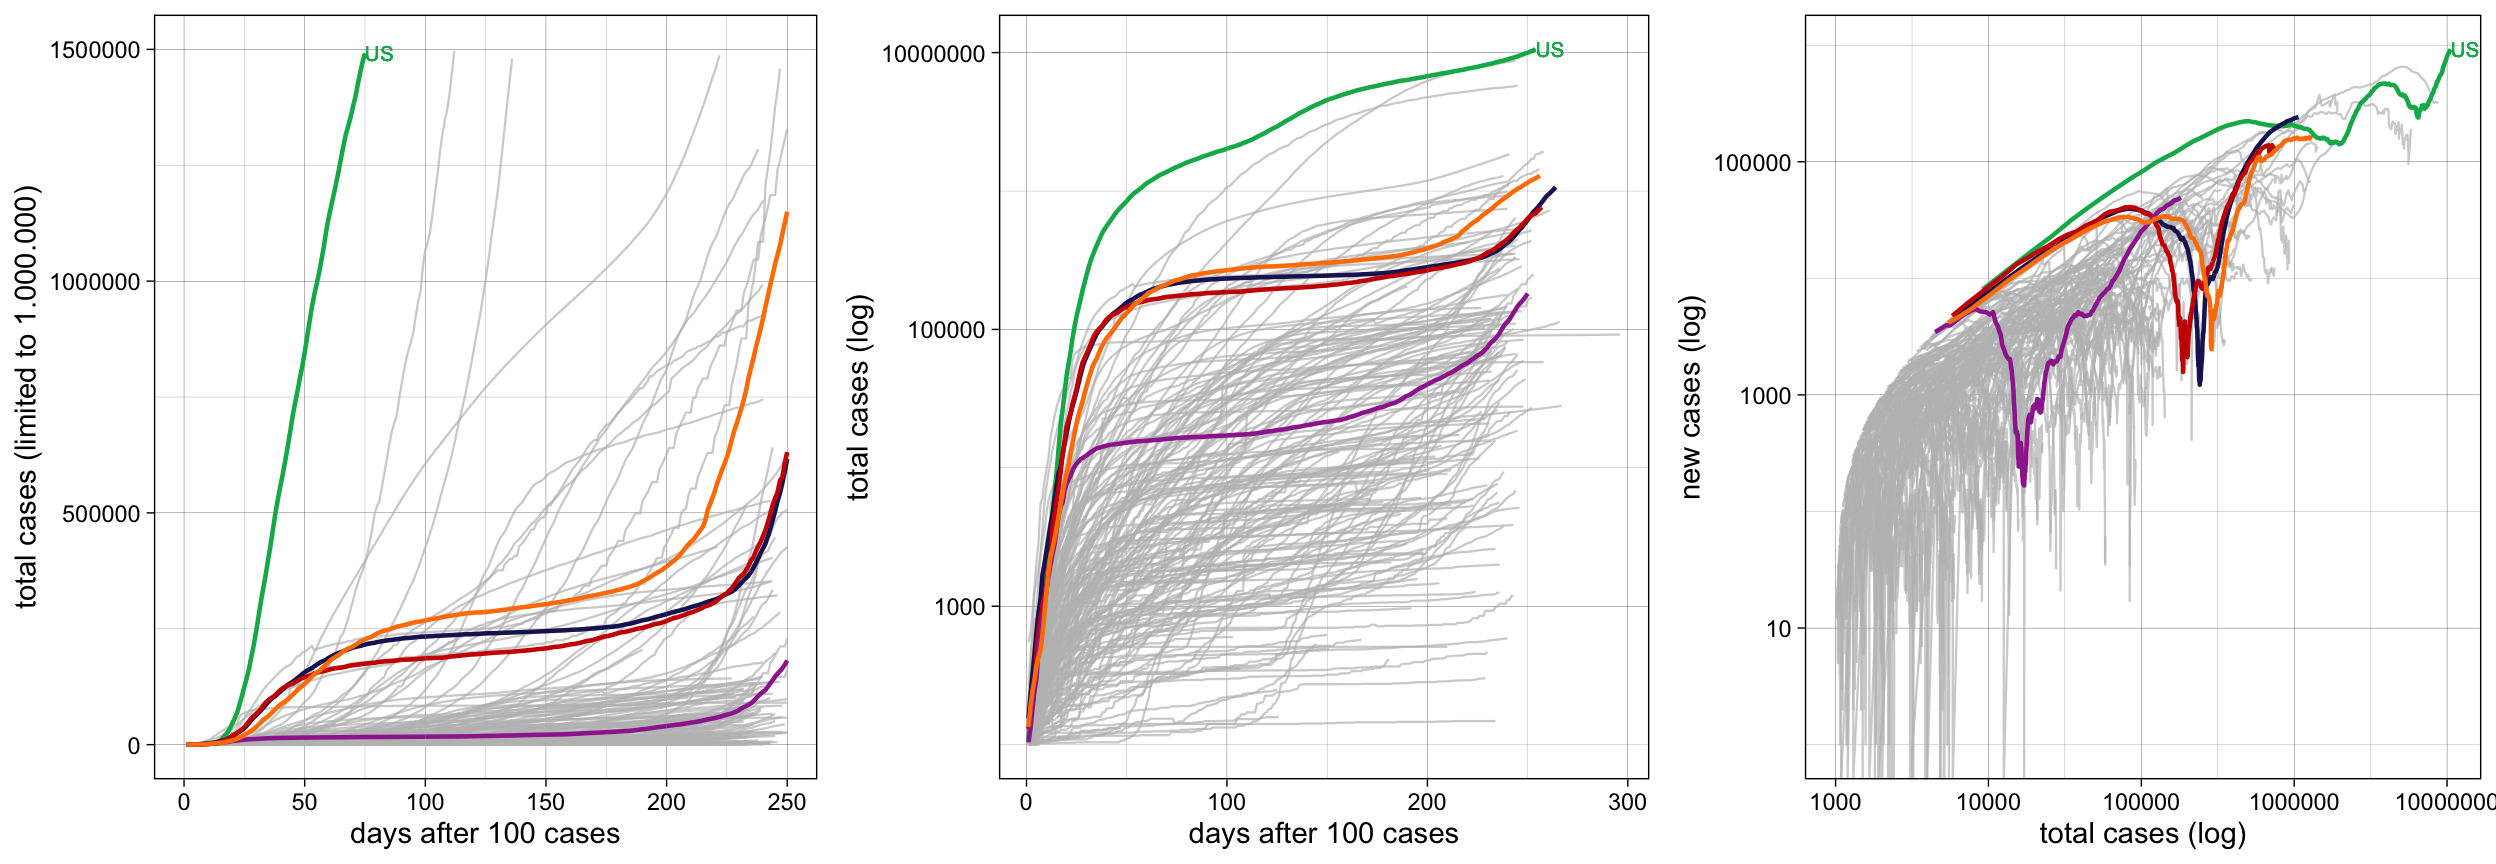 total cases (limited to 1.000.000)
1500000
1000000
500000
0
US
0 50 100 150 200 250
days after 100 cases
total cases (log)
10000000
100000
1000
US
0 100 200 300
days after 100 cases
new cases (log)
100000
1000
10
US
1000 10000 100000 1000000 10000000
total cases (log)